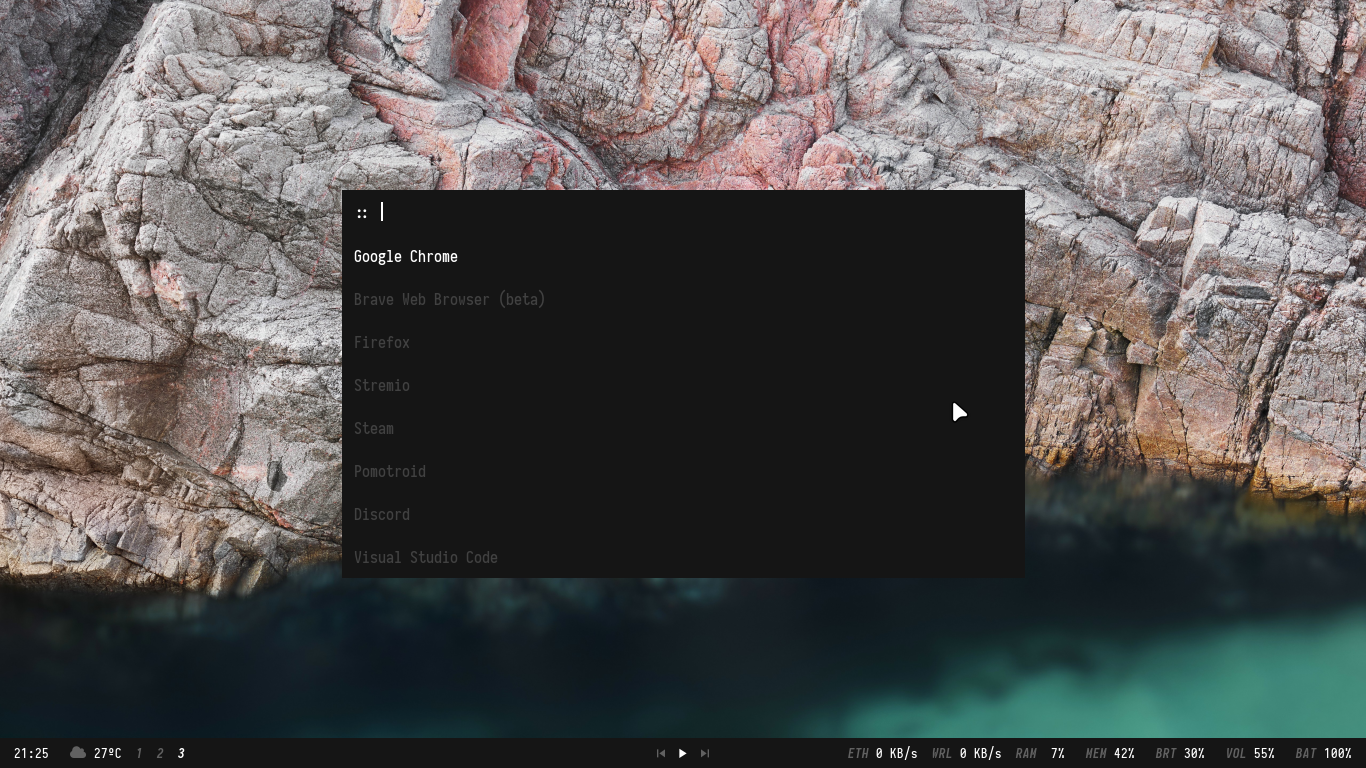 ::
Google Chrome
Brave Web Browser (beta)
Firefox
Stremio
Steam
Pomotroid
Discord
Visual Studio Code
21:25 27ºC 1 2 3 ETH 0 KB/s WRL 0 KB/s RAM 7% MEM 42% BRT 30% VOL 55% BAT 100%